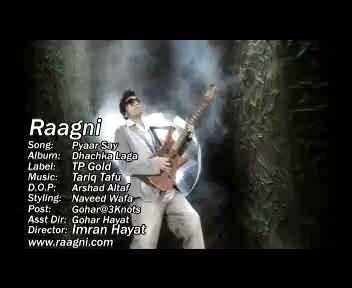 Raagni
Song: Pyaar Say
Album: Dhachka Laga
Label: TP Gold
Music: Tariq Tafu
D.O.P: Arshad Altaf
Styling: Naveed Wafa
Post: Gohar@3Knots
Asst Dir: Gohar Hayat
Director: Imran Hayat
www.raagni.com